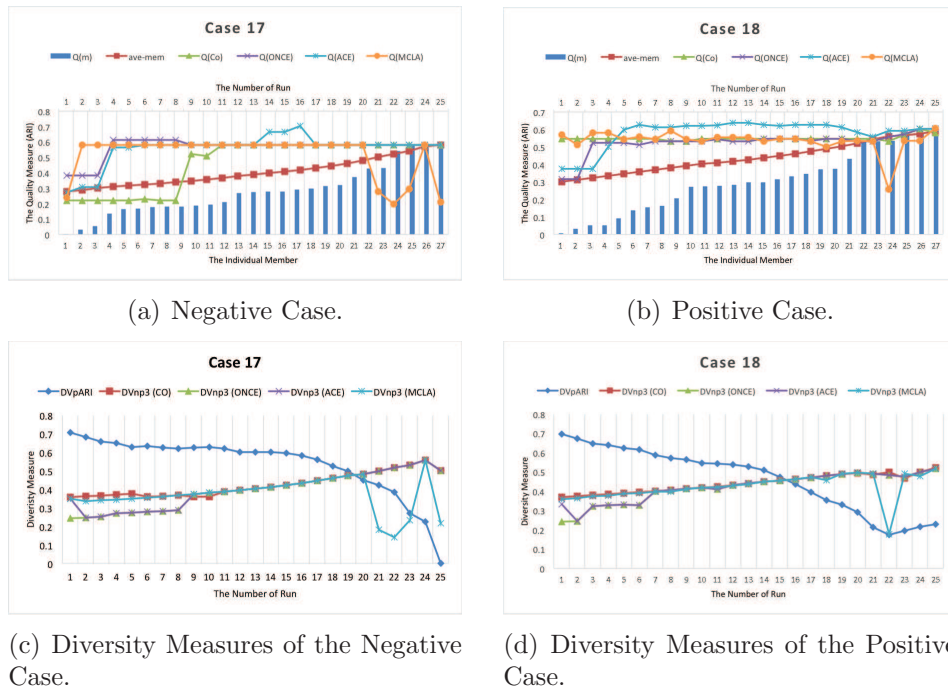 Case 17
Q(m) ave-mem Q(Co) Q(ONCE) Q(ACE) Q(MCLA)
The Number of Run
1 2 3 4 5 6 7 8 9 10 11 12 13 14 15 16 17 18 19 20 21 22 23 24 25
The Quality Measure (ARI)
0.8
0.7
0.6
0.5
0.4
0.3
0.2
0.1
0
1 2 3 4 5 6 7 8 9 10 11 12 13 14 15 16 17 18 19 20 22 23 24 26 27
The Individual Member
(a) Negative Case.
Case 18
Q(m) ave-mem Q(Co) Q(ONCE) Q(ACE) Q(MCLA)
The Number of Run
1 2 3 4 5 6 7 8 9 10 11 12 13 14 15 16 17 18 19 20 21 22 23 24 25
The Quality Measure (ARI)
0.7
0.6
0.5
0.4
0.3
0.2
0.1
0
1 2 3 4 5 6 7 8 9 10 11 12 13 14 15 16 17 18 19 20 21 22 23 25 27
The Individual Member
(b) Positive Case.
Case 17
DVpARI DVnp3 (CO) DVnp3 (ONCE) DVnp3 (ACE) DVnp3 (MCLA)
Diversity Measure
0.8
0.7
0.6
0.5
0.4
0.3
0.2
0.1
0
1 2 3 4 5 6 7 8 9 10 11 12 13 14 15 16 17 18 19 20 21 22 23 24 25
The Number of Run
(c) Diversity Measures of the Negative
Case.
Case 18
DVpARI DVnp3 (CO) DVnp3 (ONCE) DVnp3 (ACE) DVnp3 (MCLA)
Diversity Measure
0.8
0.7
0.6
0.5
0.4
0.3
0.2
0.1
0
1 2 3 4 5 6 7 8 9 10 11 12 13 14 15 16 17 18 19 20 21 22 23 24 25
The Number of Run
(d) Diversity Measures of the Positive
Case.